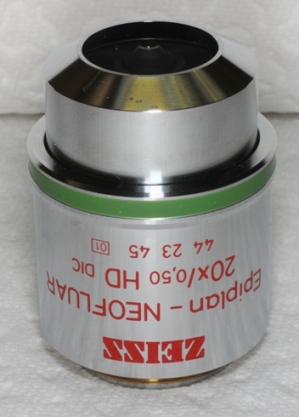 ZEISS
Epiplan - NEOFLUAR
20x/0,50 HD DIC
44 23 45 01